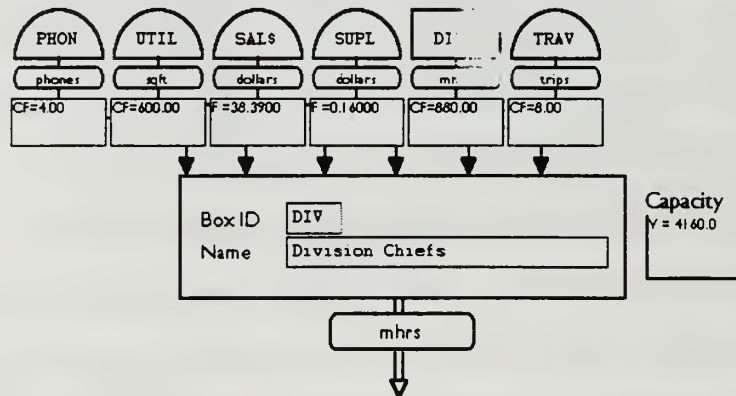 PHON UTIL SAL$ SUPL TRAV
phones sqft dollars dollars trips
CF=4.00 CF=600.00 F =38.3900 F =0.16000 CF=880.00 CF=8.00
Capacity
V = 4160.0
Box ID DIV
Name Division Chiefs
mhrs